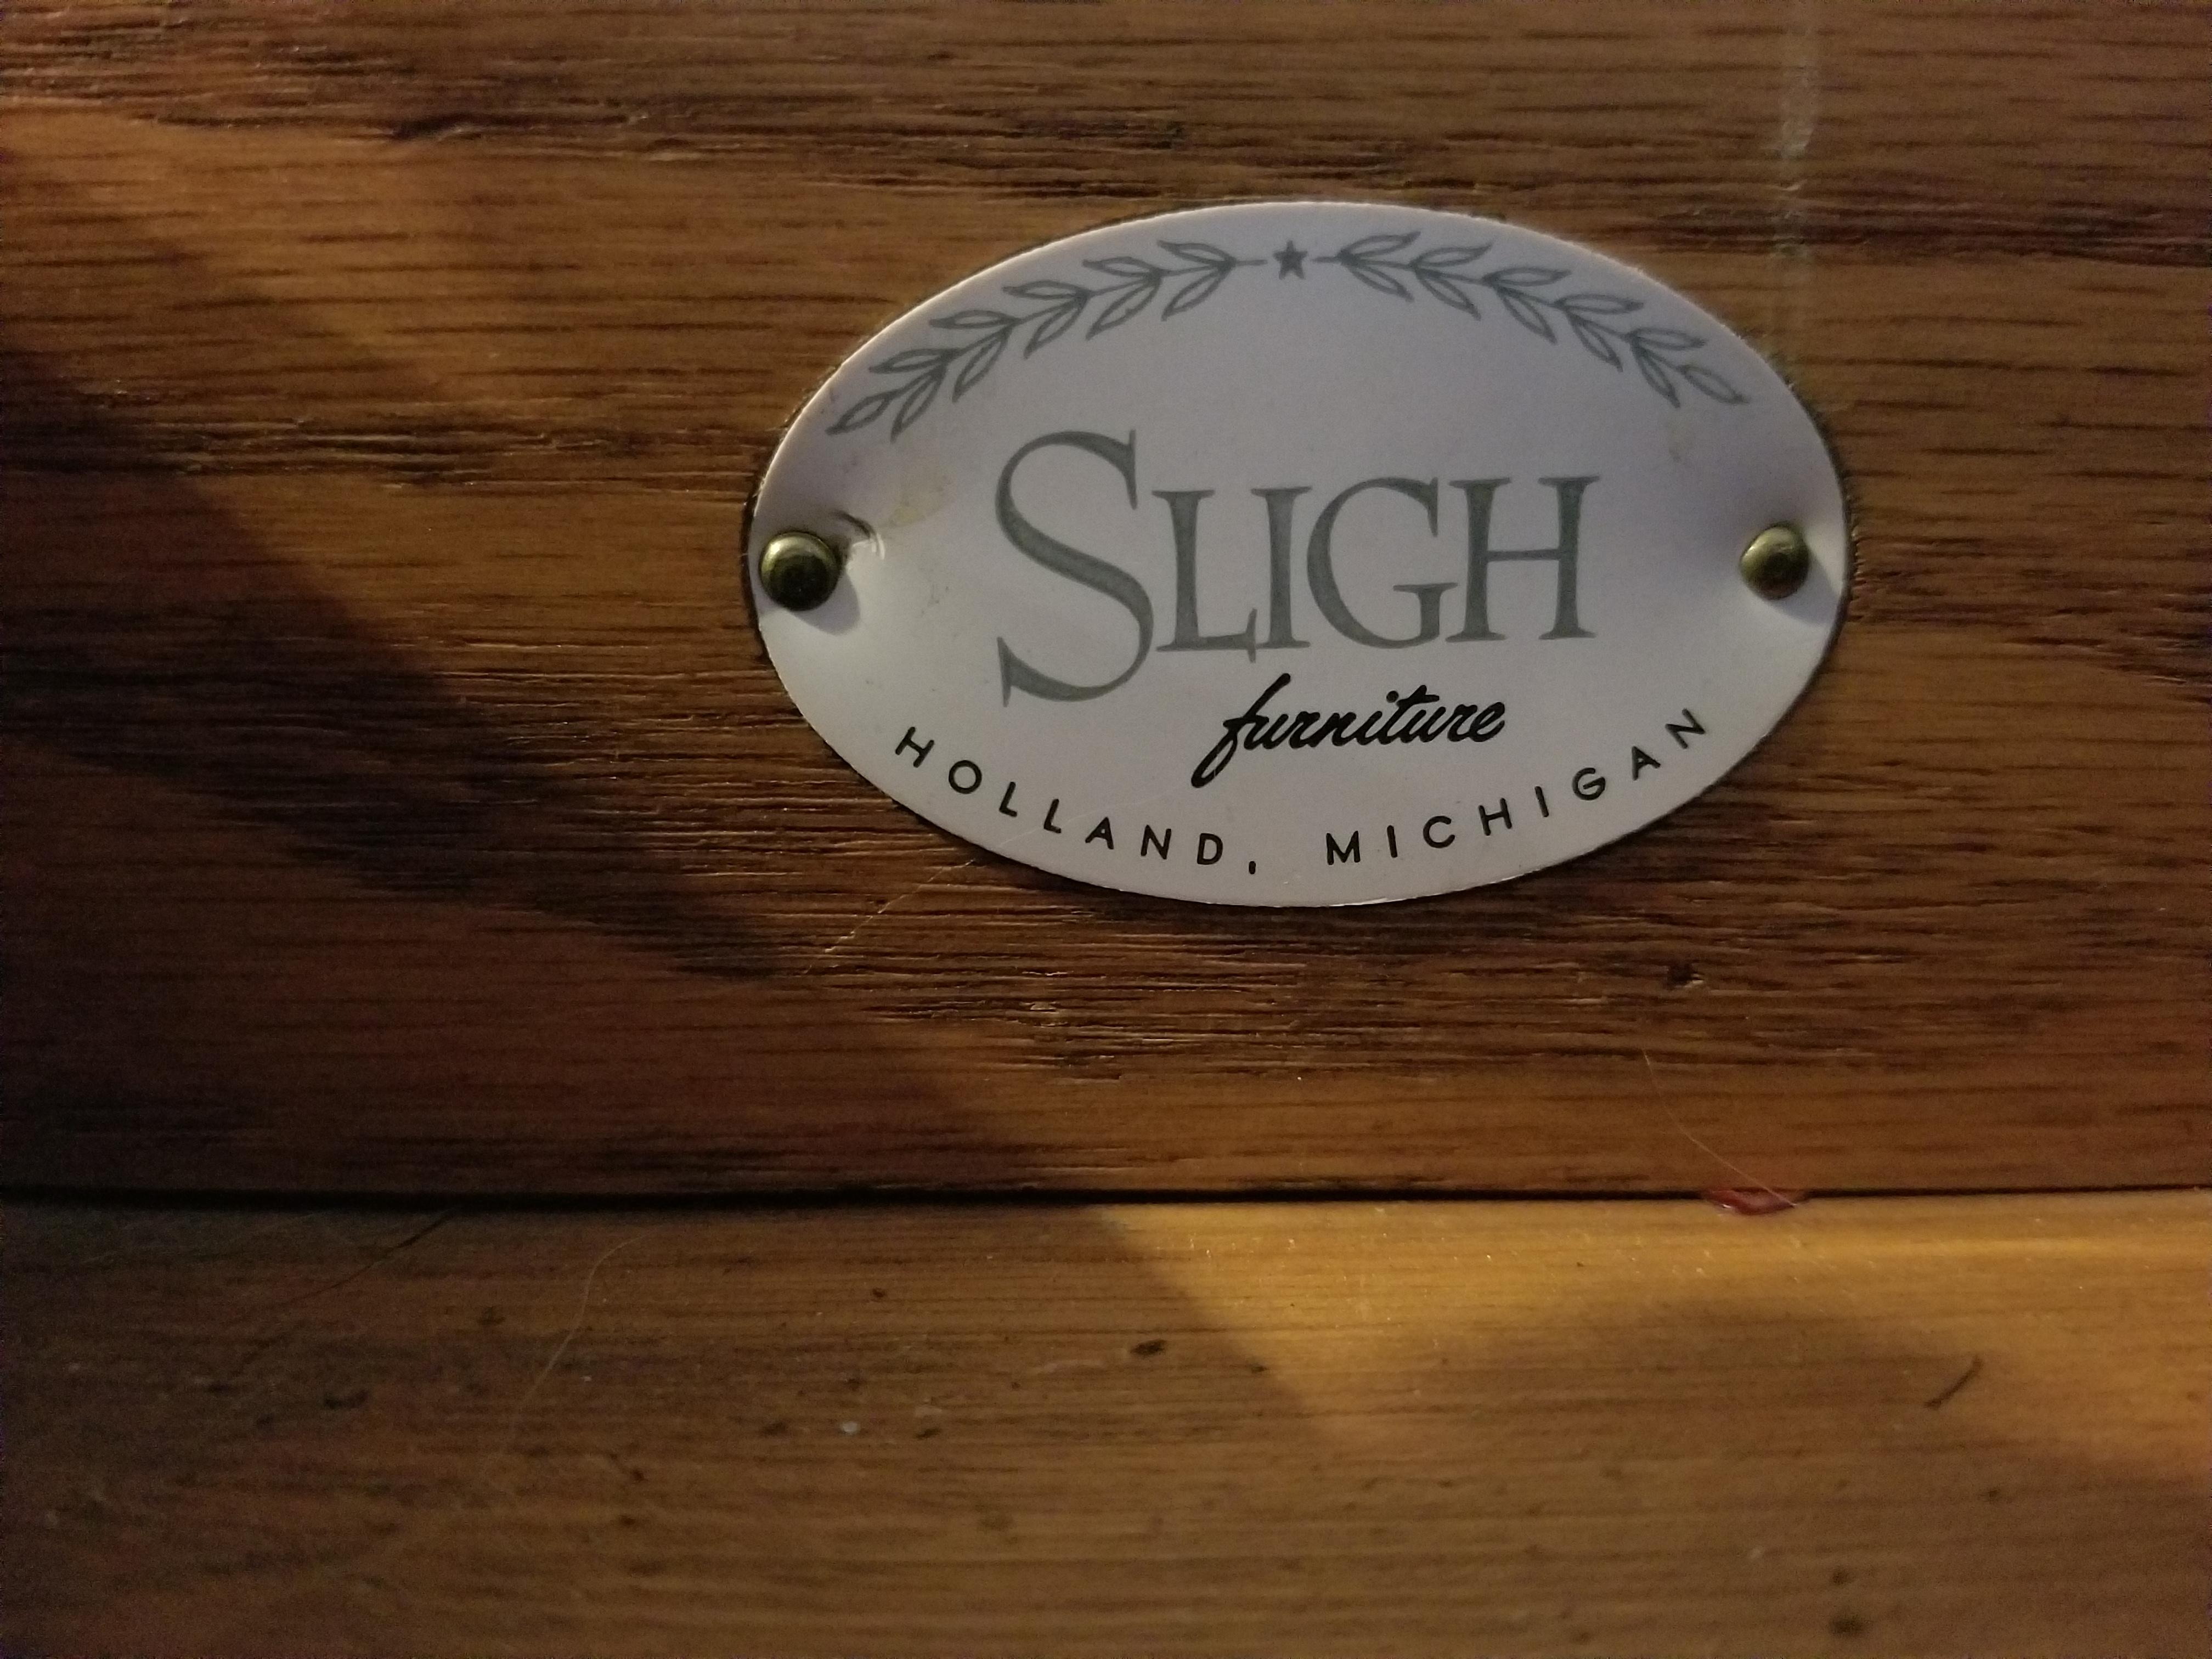 SLIGH
furniture
HOLLAND, MICHIGAN